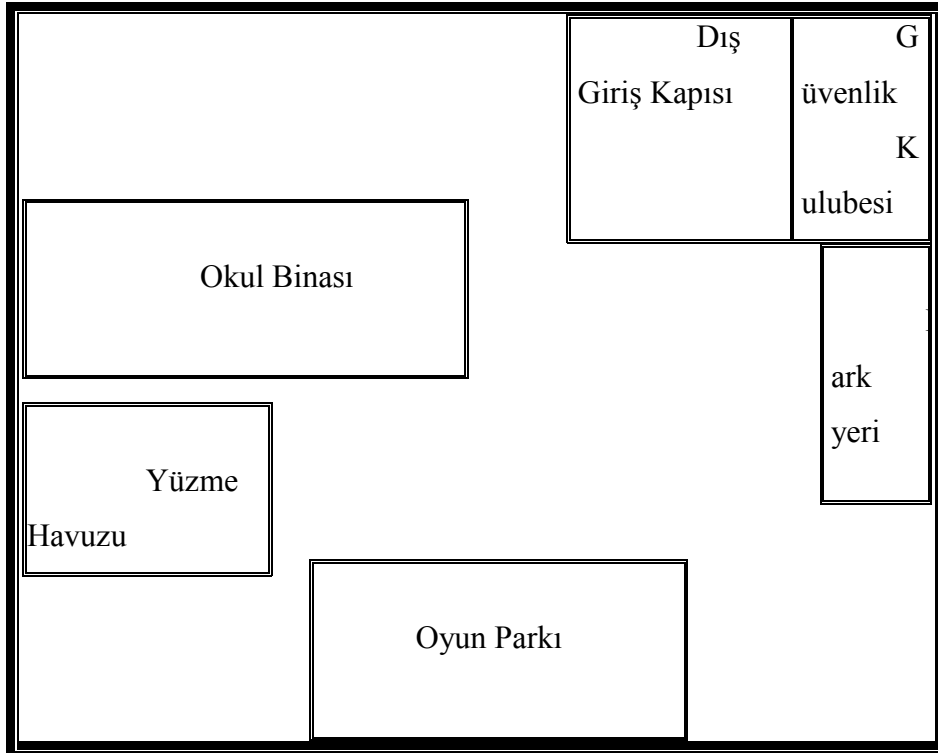 Dış
Giriş Kapısı
G
üvenlik
K
ulubesi
Okul Binası
ark
yeri
Yüzme
Havuzu
Oyun Parkı